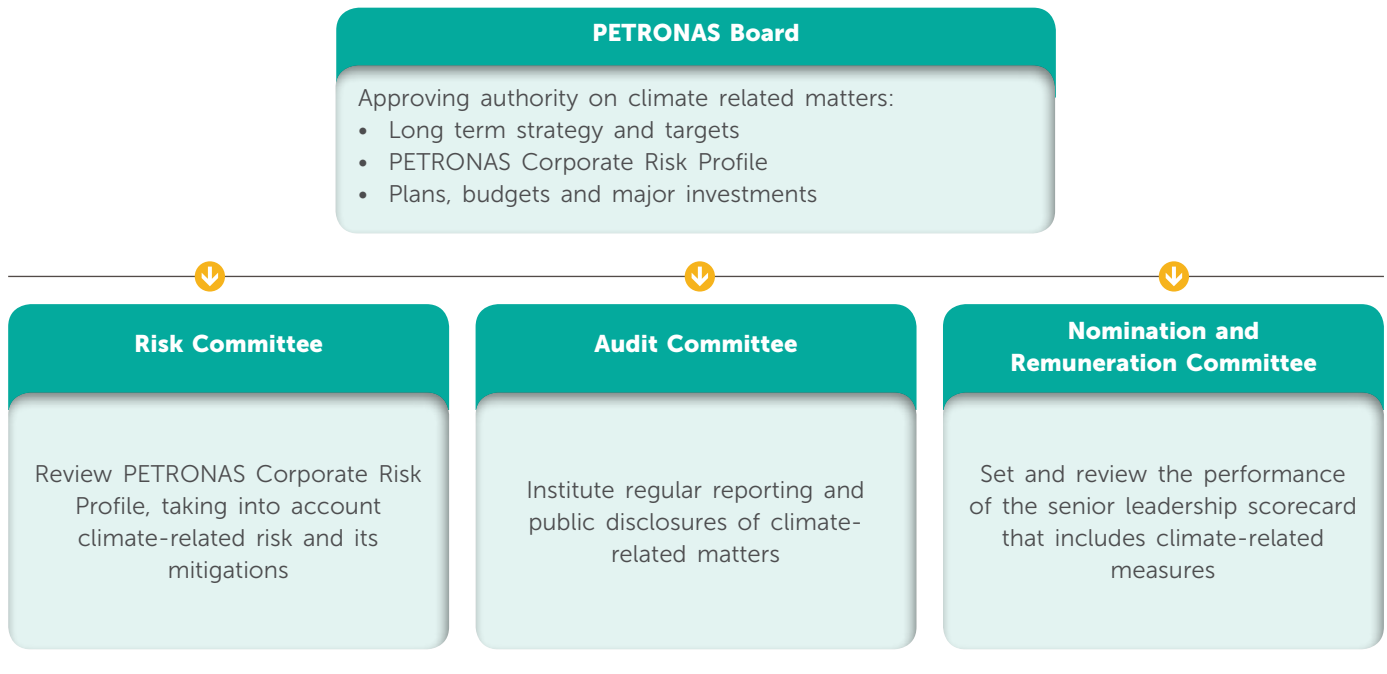 PETRONAS Board
Approving authority on climate related matters:
• Long term strategy and targets
• PETRONAS Corporate Risk Profile
• Plans, budgets and major investments
Risk Committee
Review PETRONAS Corporate Risk
Profile, taking into account
climate-related risk and its
mitigations
Audit Committee
Institute regular reporting and
public disclosures of climate-
related matters
Nomination and
Remuneration Committee
Set and review the performance
of the senior leadership scorecard
that includes climate-related
measures